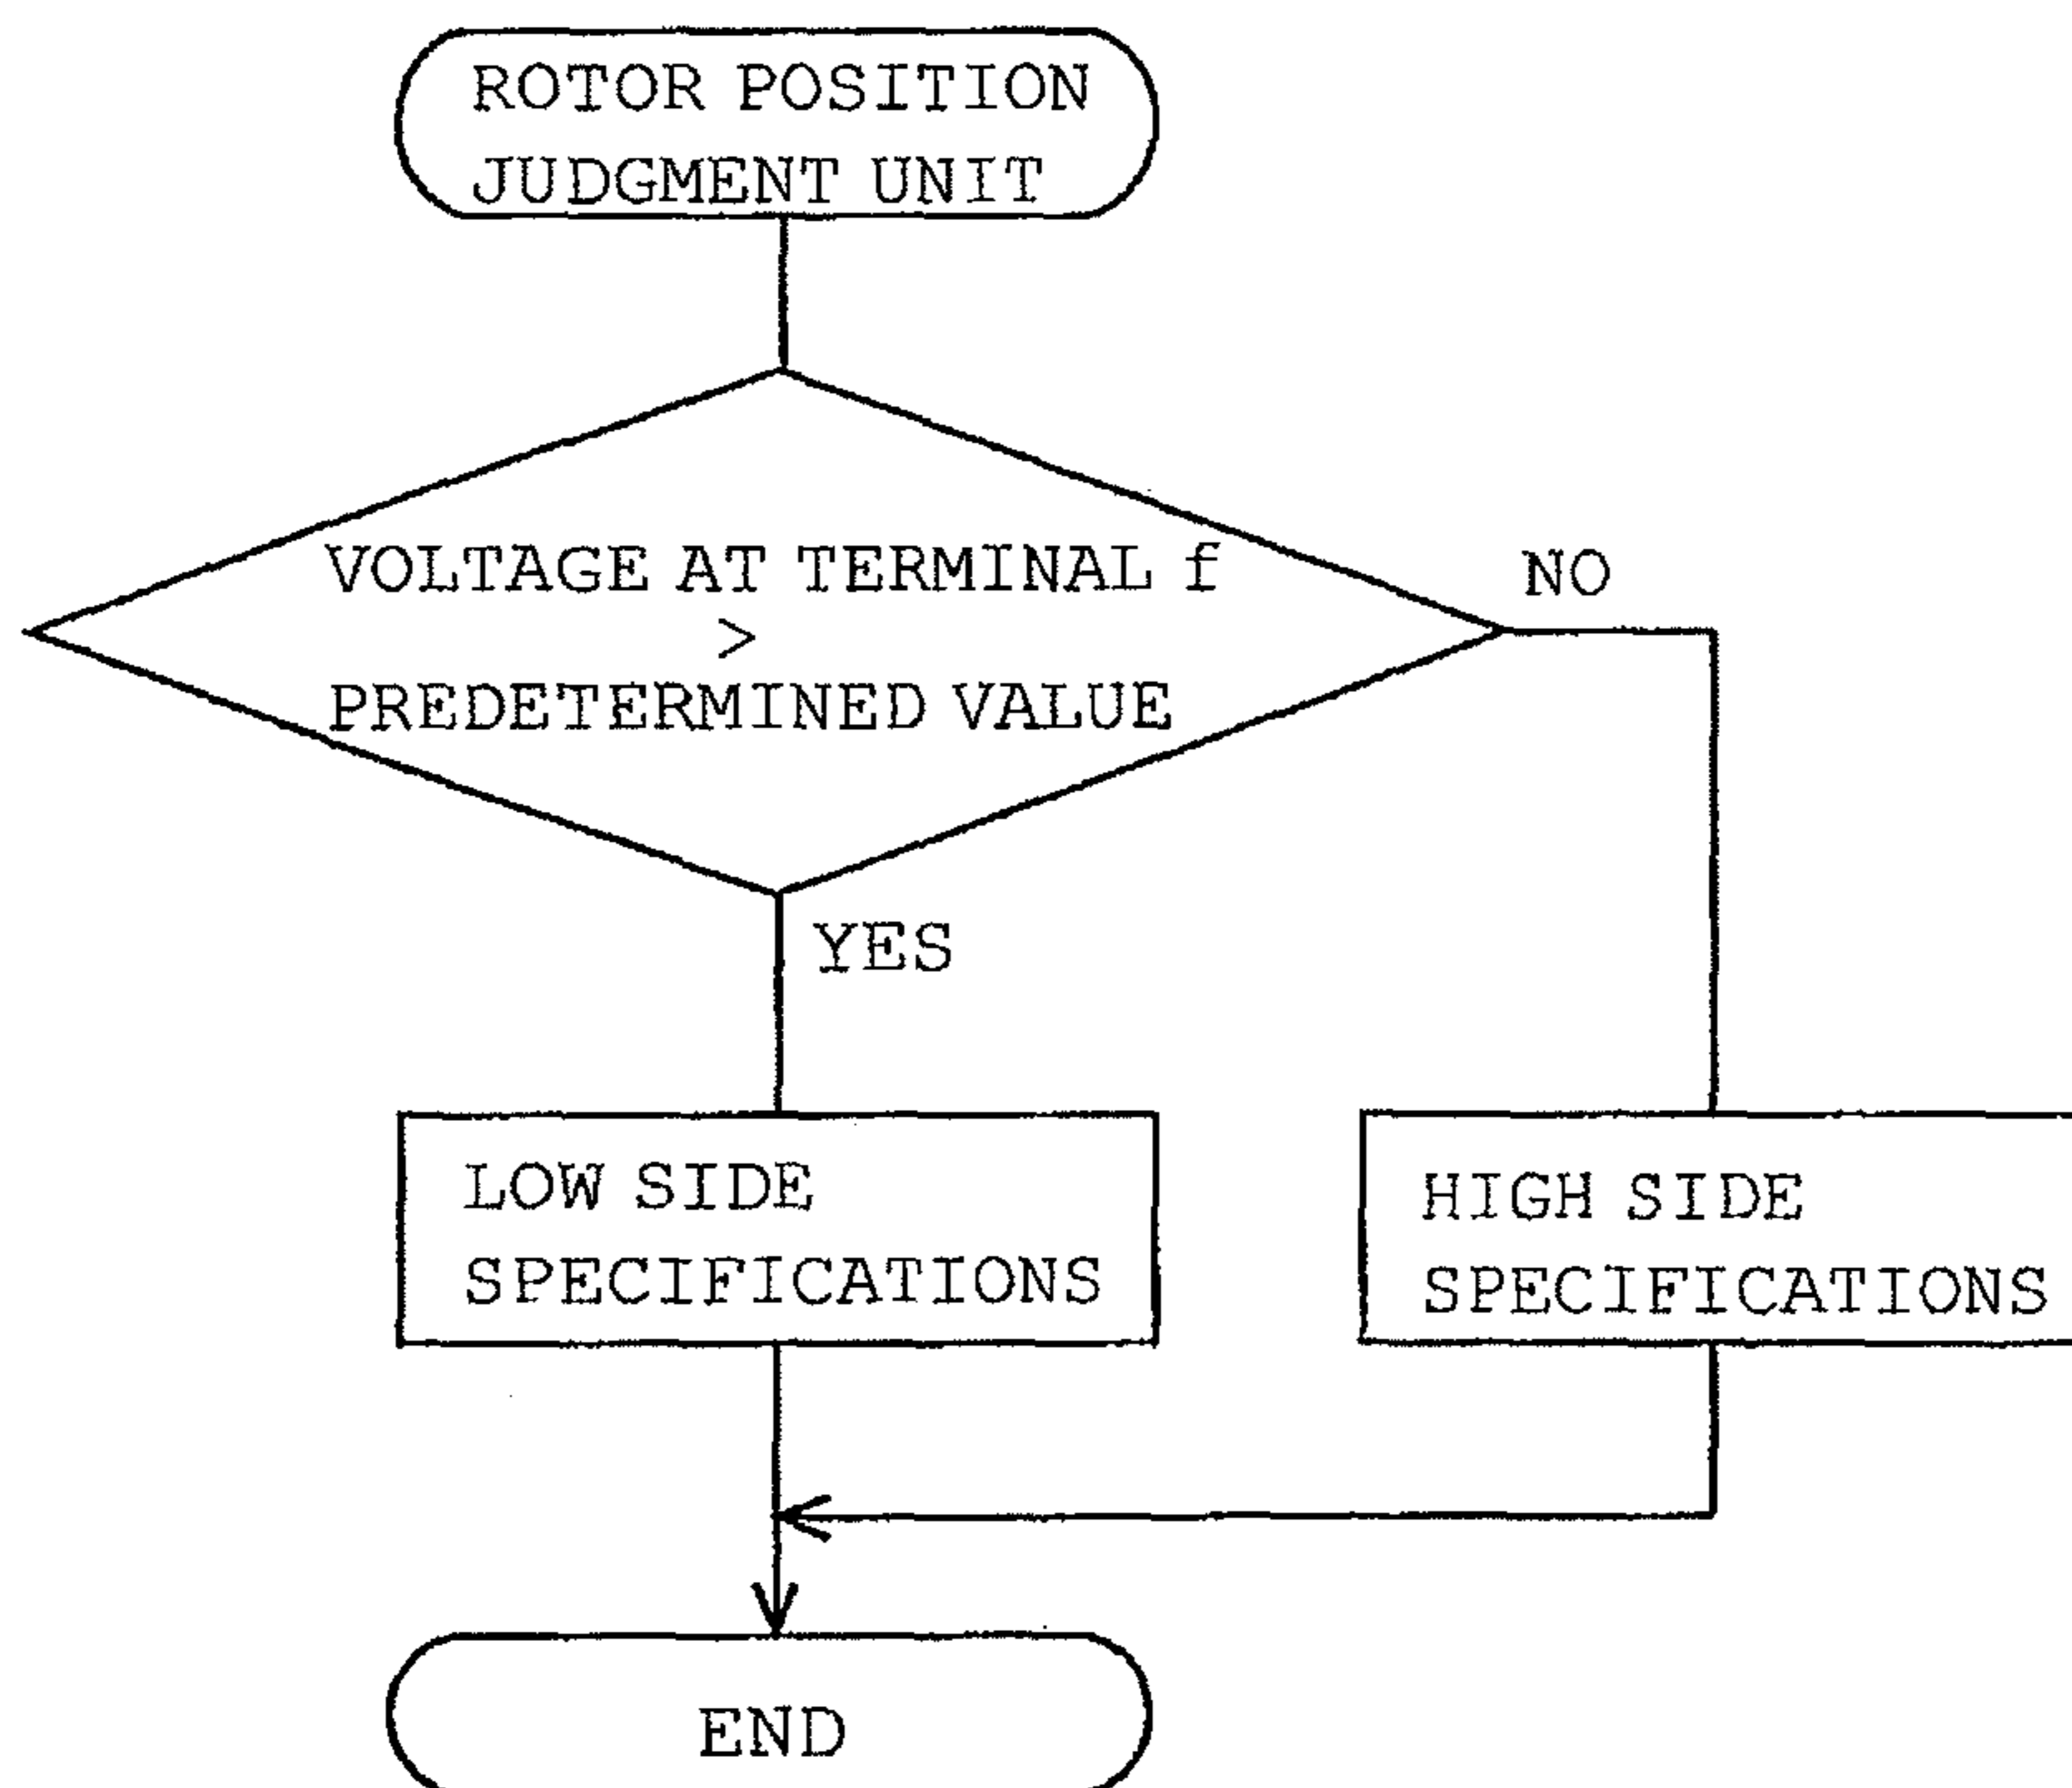 ROTOR POSITION
JUDGMENT UNIT
VOLTAGE AT TERMINAL f
>
PREDETERMINED VALUE
NO
YES
LOW SIDE
SPECIFICATIONS
HIGH SIDE
SPECIFICATIONS
END